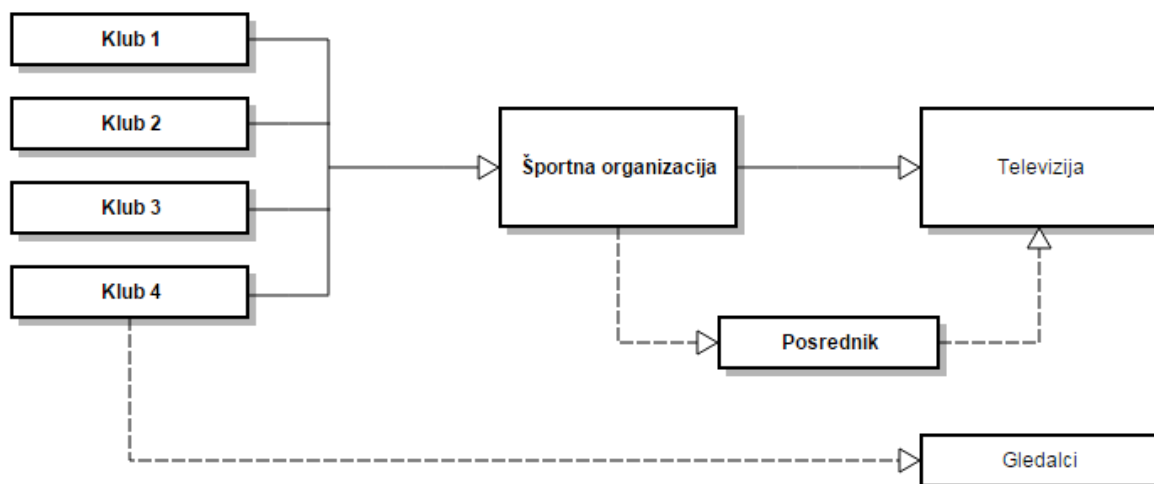 Klub 1
Klub 2
Klub 3
Klub 4
Športna organizacija
Televizija
Posrednik
Gledalci